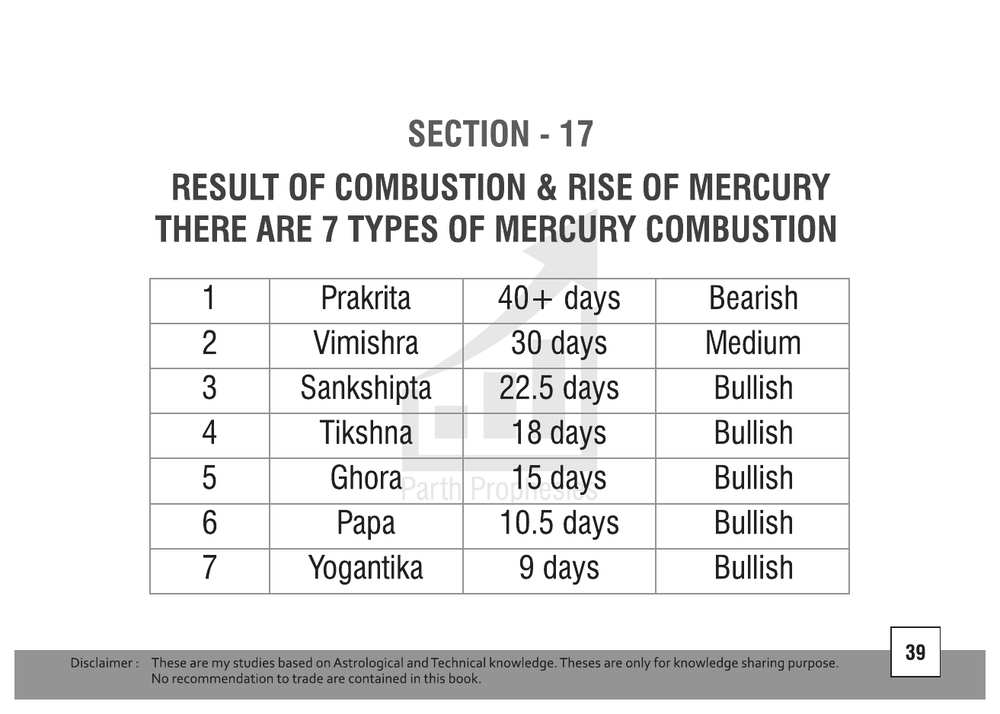 SECTION - 17
RESULT OF COMBUSTION & RISE OF MERCURY
THERE ARE 7 TYPES OF MERCURY COMBUSTION
1 Prakrita 40+ days Bearish
2 Vimishra 30 days Medium
3 Sankshipta 22.5 days Bullish
4 Tikshna 18 days Bullish
5 Ghora 15 days Bullish
Parth Prophesies
6 Papa 10.5 days Bullish
7 Yogantika 9 days Bullish
39
Disclaimer : These are my studies based on Astrological and Technical knowledge. Theses are only for knowledge sharing purpose.
No recommendation to trade are contained in this book.